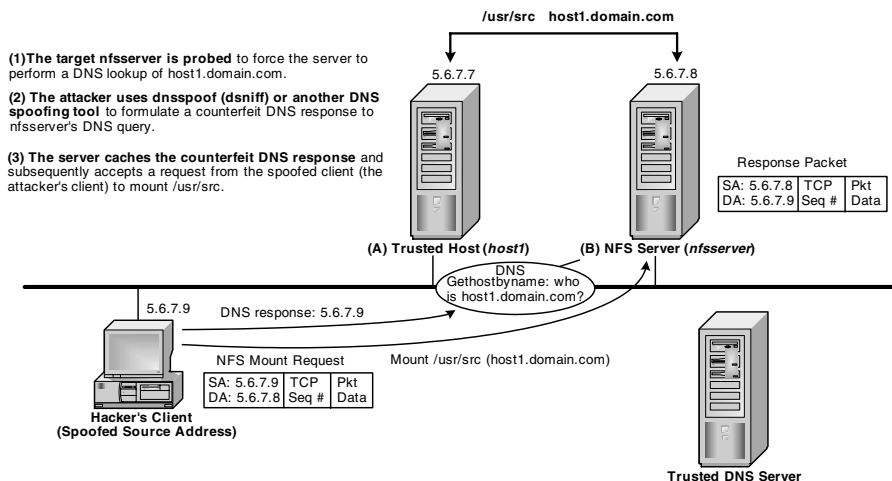 /usr/src host1.domain.com
(1)The target nfsserver is probed to force the server to
perform a DNS lookup of host1.domain.com.
(2) The attacker uses dnsspoof (dsniff) or another DNS
spoofing tool to formulate a counterfeit DNS response to
nfsserver's DNS query.
(3) The server caches the counterfeit DNS response and
subsequently accepts a request from the spoofed client (the
attacker's client) to mount /usr/src.
5.6.7.7
5.6.7.8
Response Packet
SA: 5.6.7.8 TCP Pkt
DA: 5.6.7.9 Seq # Data
(A) Trusted Host (host1)
(B) NFS Server (nfsserver)
DNS
Gethostbyname: who
is host1.domain.com?
5.6.7.9
DNS response: 5.6.7.9
NFS Mount Request
Mount /usr/src (host1.domain.com)
SA: 5.6.7.9 TCP Pkt
DA: 5.6.7.8 Seq # Data
Hacker's Client
(Spoofed Source Address)
Trusted DNS Server